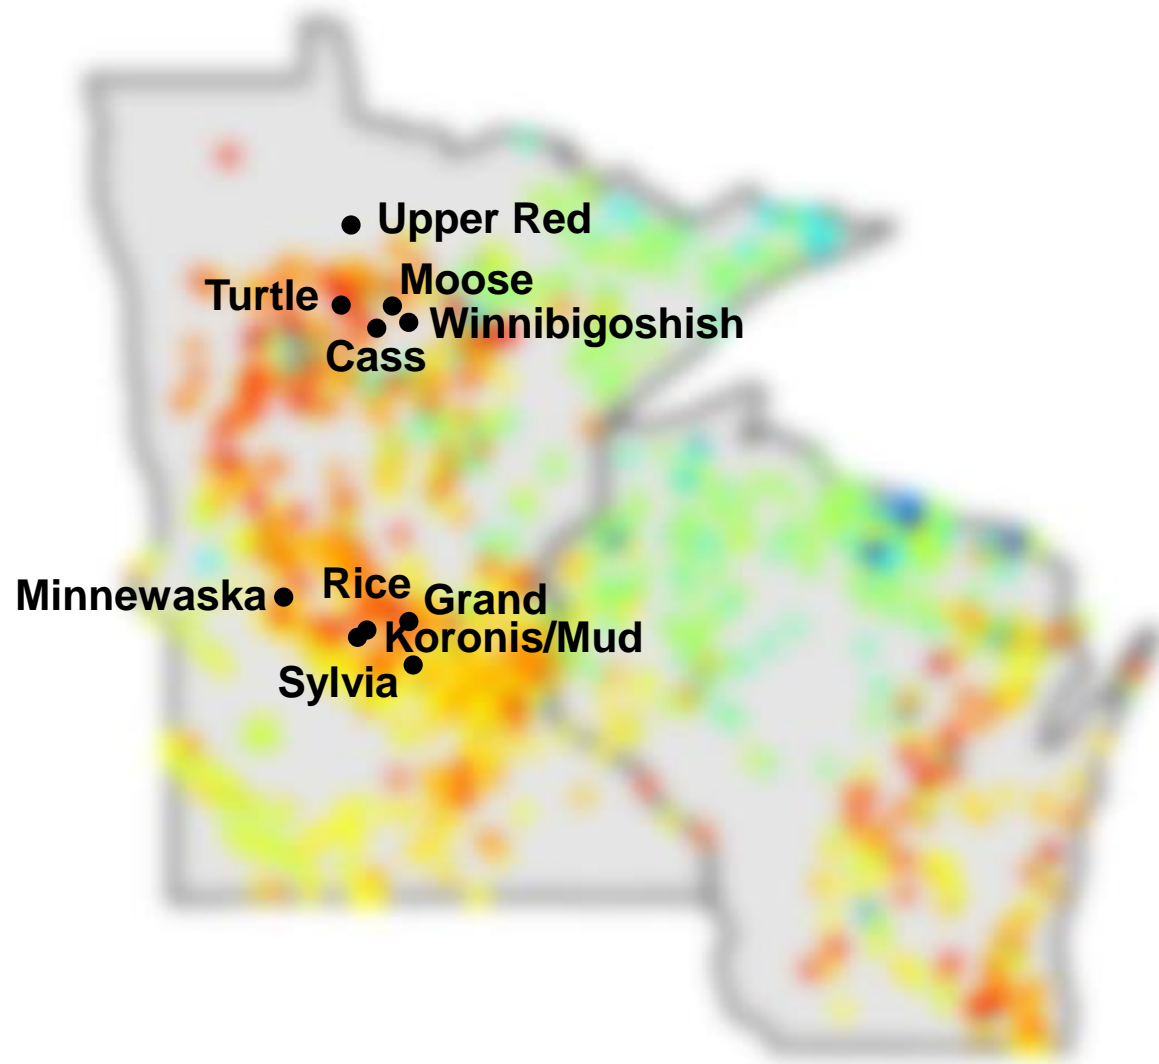 Upper Red
Moose
Turtle
Winnibigoshish
Cass
Rice
Minnewaska
Grand
Koronis/Mud
Sylvia